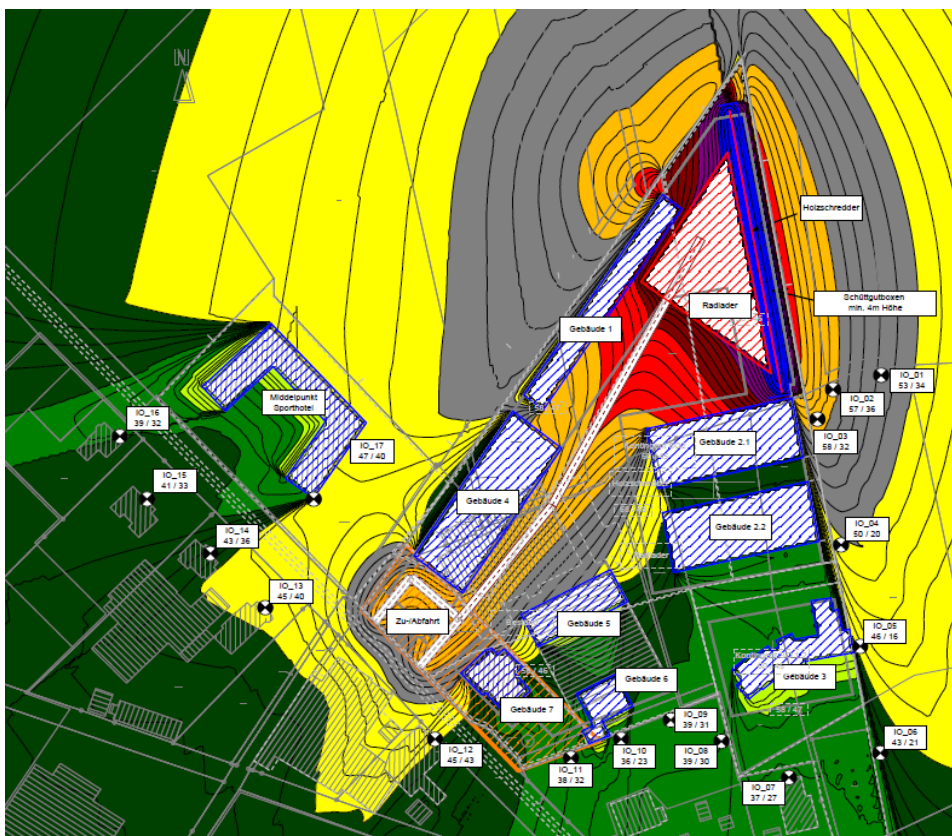 N
Holzschredder
Schüttgutboxen
min. 4m Höhe
Radlader
Gebäude 1
IO_01
53 / 34
IO_02
57 / 36
IO_03
58 / 32
Middelpunkt
Sporthotel
IO_16
39 / 32
IO_17
47 / 40
Gebäude 2.1
IO_15
41 / 33
Gebäude 4
Gebäude 2.2
IO_04
50 / 20
IO_14
43 / 36
IO_13
45 / 40
Zu-/Abfahrt
Gebäude 5
IO_05
46 / 16
Gebäude 3
Gebäude 6
Gebäude 7
IO_09
39 / 31
IO_12
45 / 43
IO_10
36 / 23
IO_08
39 / 30
IO_06
43 / 21
IO_11
38 / 32
IO_07
37 / 27
58 / 47